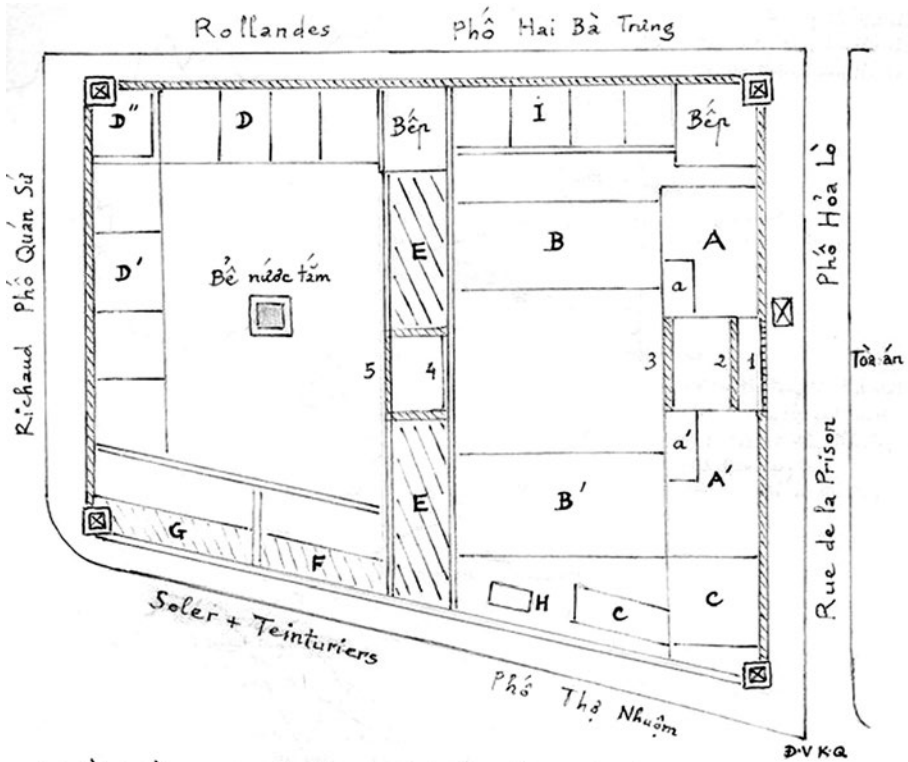 Rollandes Phố Hai Bà Trưng
D"
D
Bếp
I
Bếp
Richaud Phố Quán Sứ
D'
Bể nước tắm
E
B
A
a
Phố Hỏa Lò
Tòa án
5
4
3
2
1
a'
A'
E
B'
G
F
H
C
C
Rue de la Prison
Soler + Teinturiers
Phố Thợ Nhuộm
Đ.V K.Q